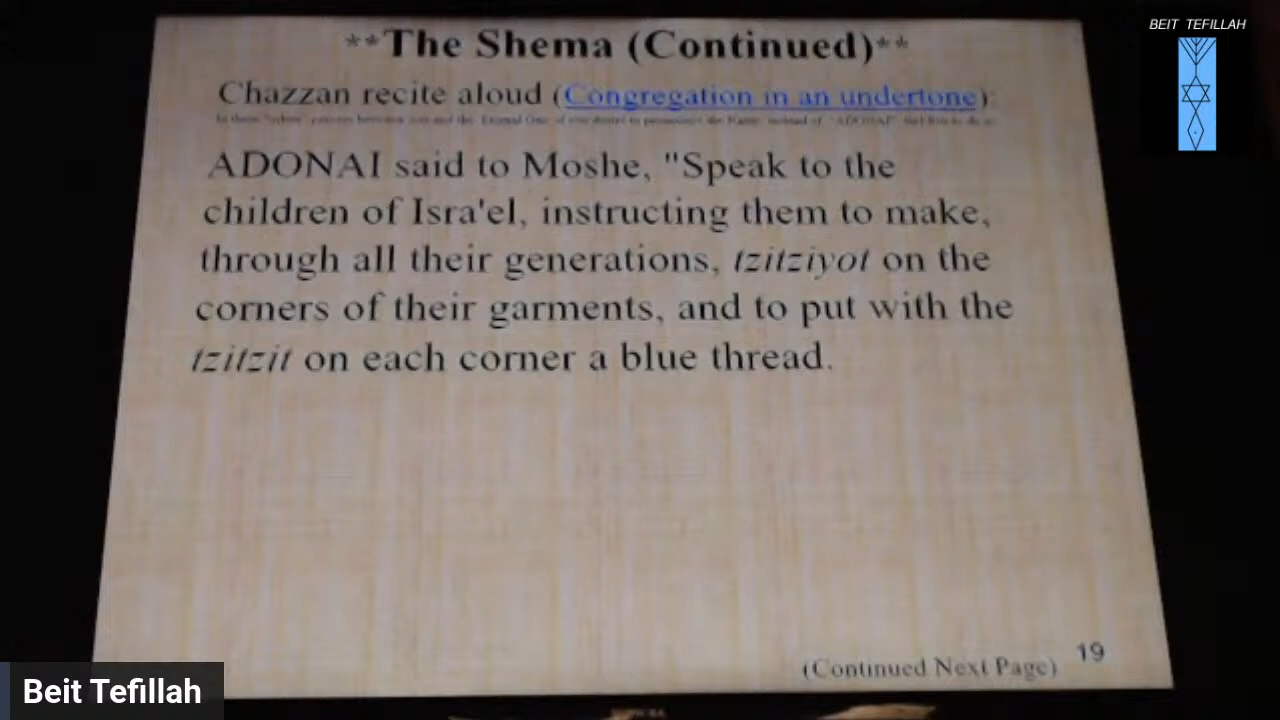 BEIT TEFILLAH
**The Shema (Continued)**
Chazzan recite aloud (Congregation in an undertone):
ADONAI said to Moshe, "Speak to the
children of Isra'el, instructing them to make,
through all their generations, tzitziyot on the
corners of their garments, and to put with the
tzitzit on each corner a blue thread.
(Continued Next Page)
19
Beit Tefillah